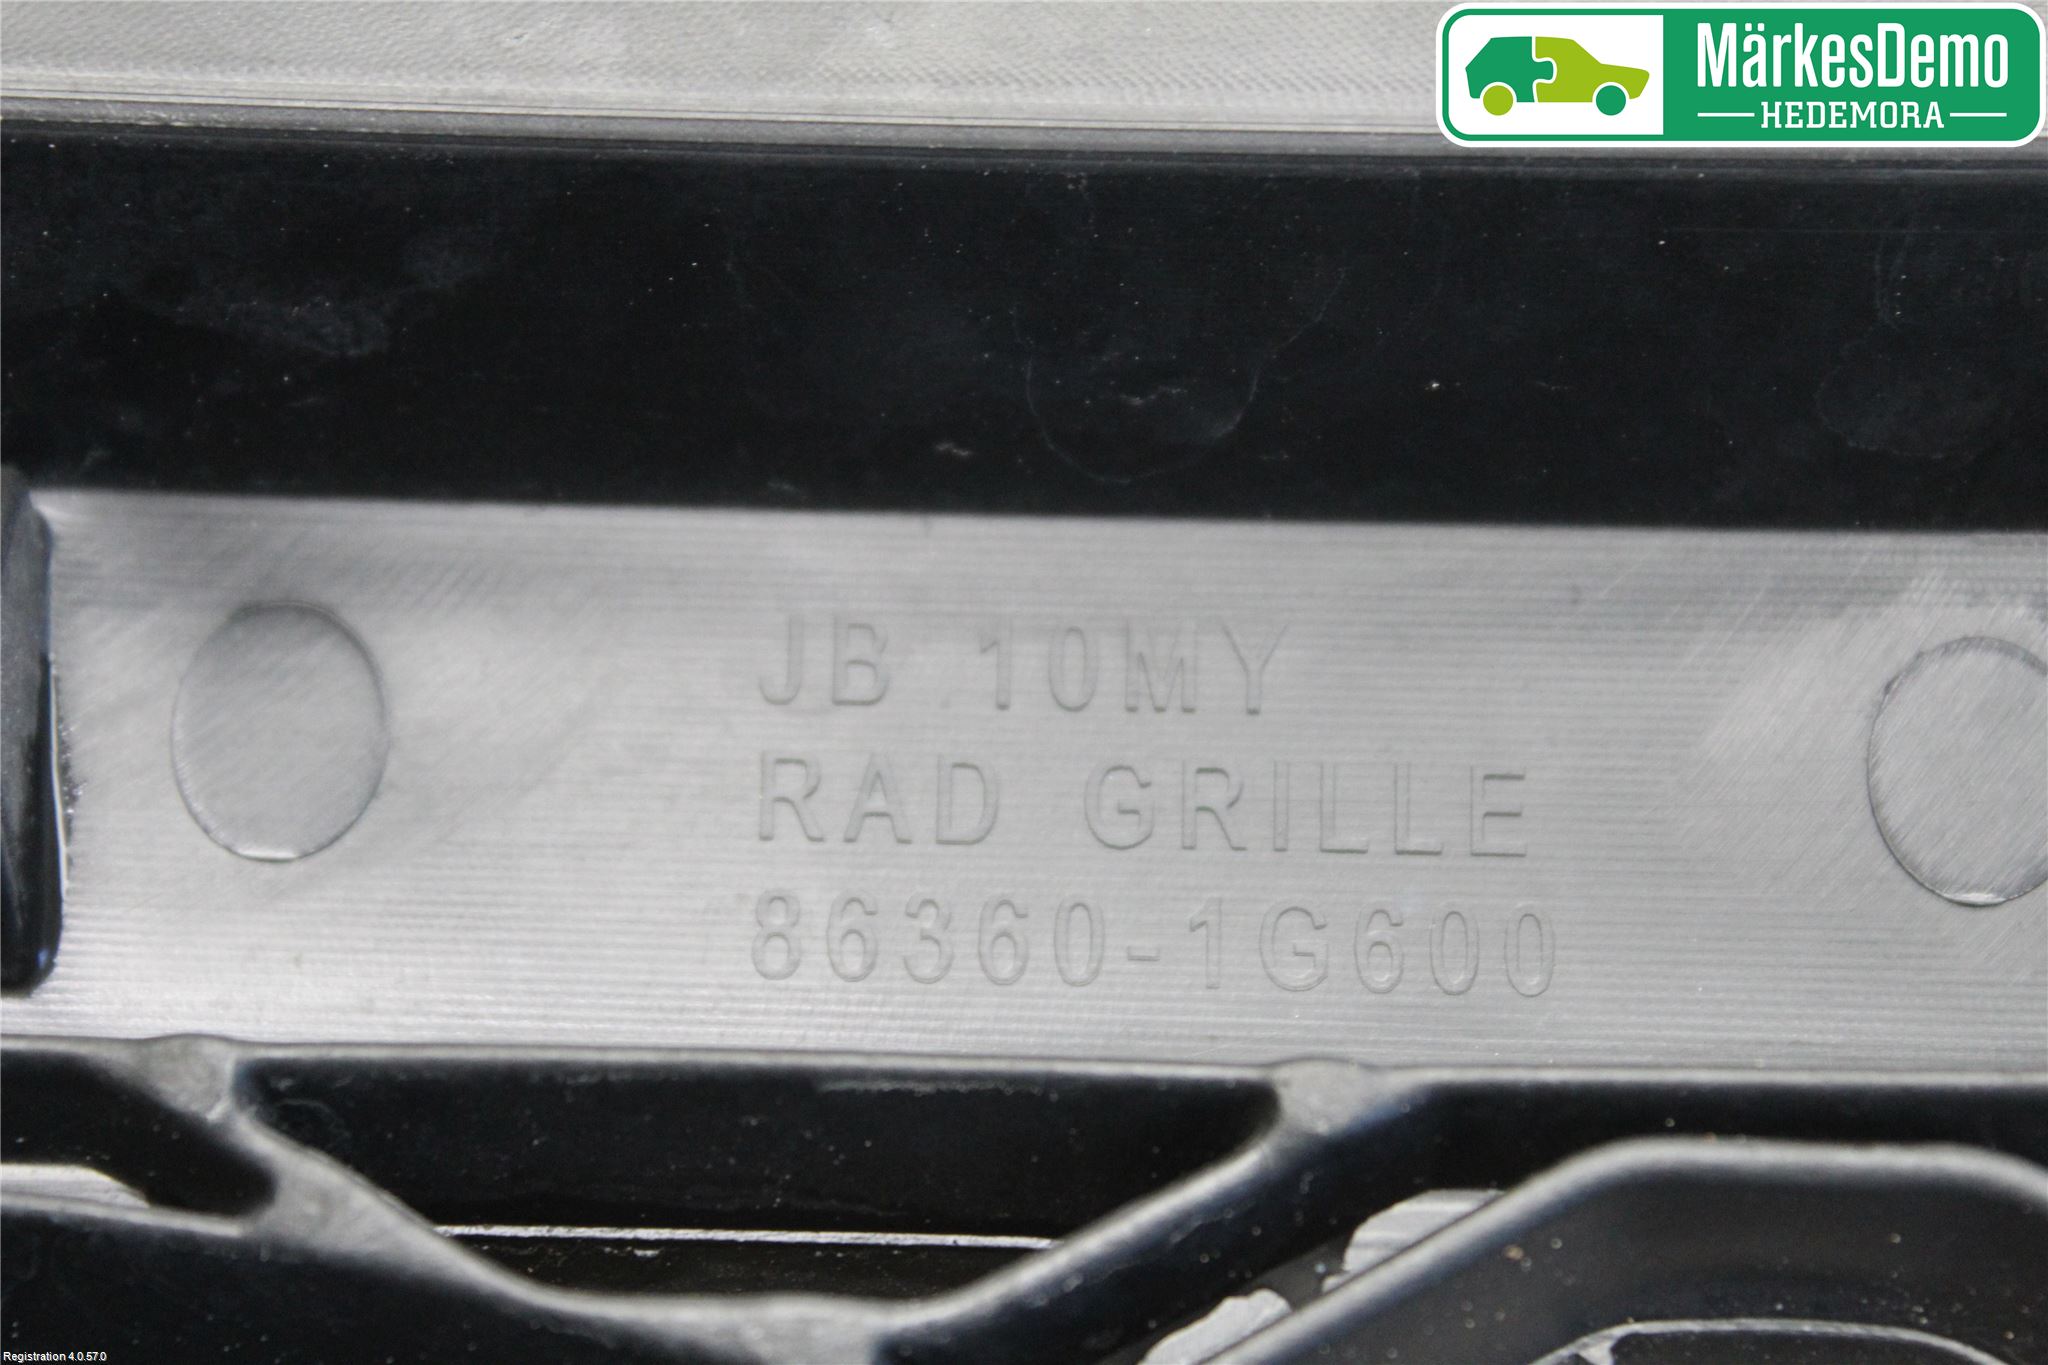 MärkesDemo
HEDEMORA
JB 10MY
RAD GRILLE
86360-1G600
Registration 4.0.57.0